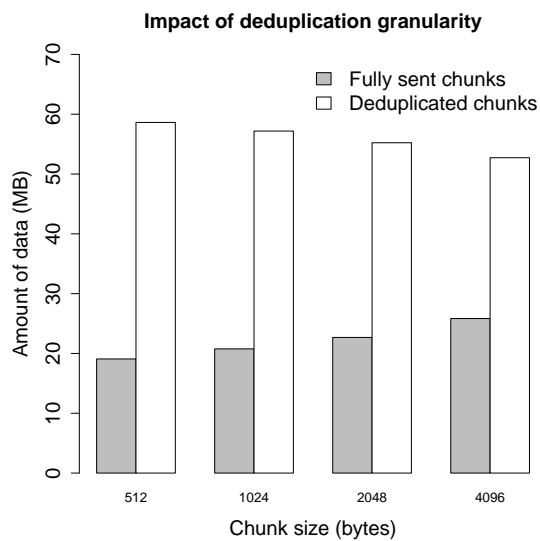 Impact of deduplication granularity
Fully sent chunks
Deduplicated chunks
Amount of data (MB)
70
60
50
40
30
20
10
0
512 1024 2048 4096
Chunk size (bytes)